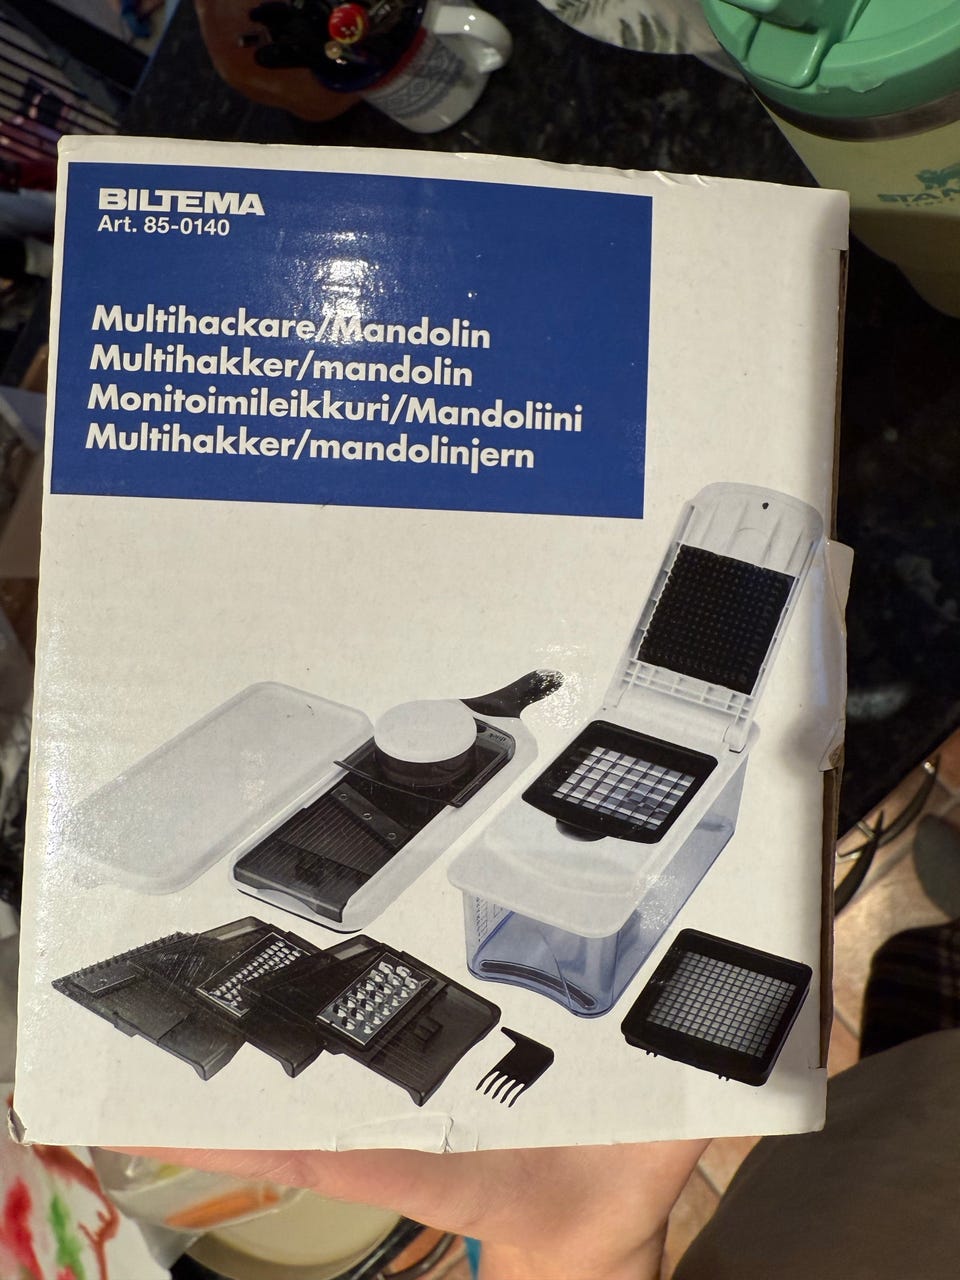 BILTEMA
Art. 85-0140
Multihackare/Mandolin
Multihakker/mandolin
Monitoimileikkuri/Mandoliini
Multihakker/mandolinjern